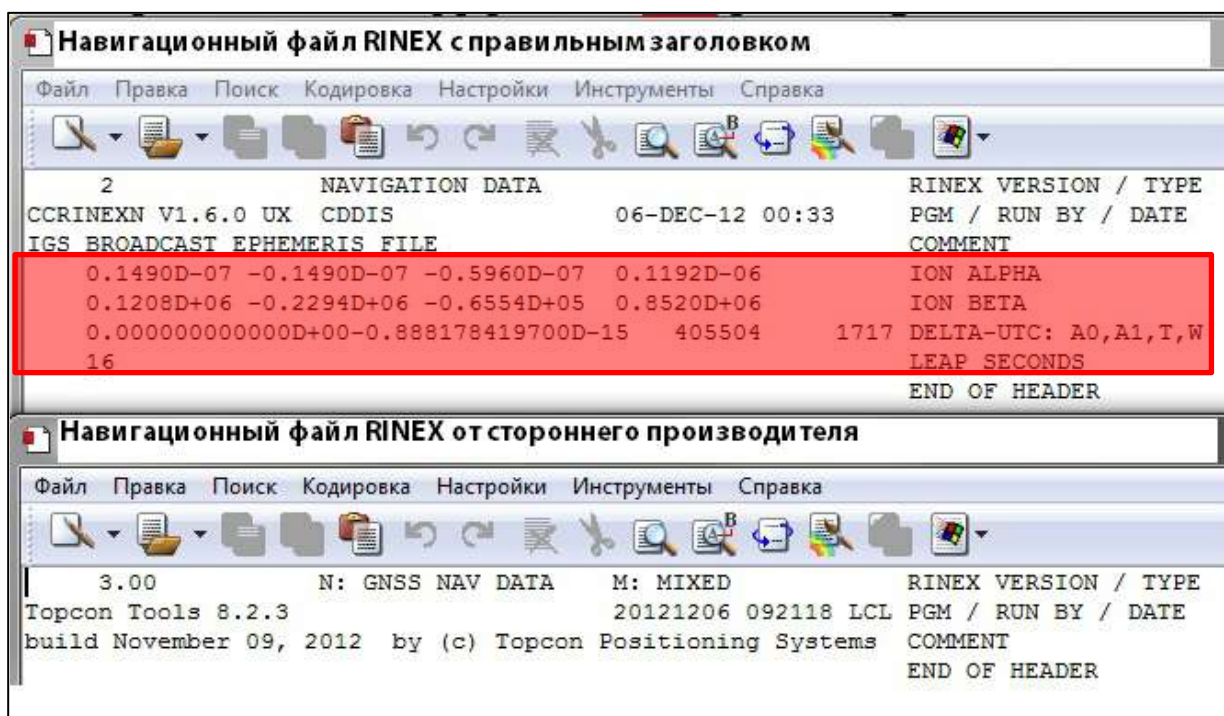 Навигационный файл RINEX с правильным заголовком
Файл Правка Поиск Кодировка Настройки Инструменты Справка
2 NAVIGATION DATA RINEX VERSION / TYPE
CCRINEXN V1.6.0 UX CDDIS 06-DEC-12 00:33 PGM / RUN BY / DATE
IGS BROADCAST EPHEMERIS FILE COMMENT
0.1490D-07 -0.1490D-07 -0.5960D-07 0.1192D-06 ION ALPHA
0.1208D+06 -0.2294D+06 -0.6554D+05 0.8520D+06 ION BETA
0.000000000000D+00-0.888178419700D-15 405504 1717 DELTA-UTC: A0,A1,T,W
16 LEAP SECONDS
END OF HEADER
Навигационный файл RINEX от стороннего производителя
Файл Правка Поиск Кодировка Настройки Инструменты Справка
3.00 N: GNSS NAV DATA M: MIXED RINEX VERSION / TYPE
Topcon Tools 8.2.3 20121206 092118 LCL PGM / RUN BY / DATE
build November 09, 2012 by (c) Topcon Positioning Systems COMMENT
END OF HEADER